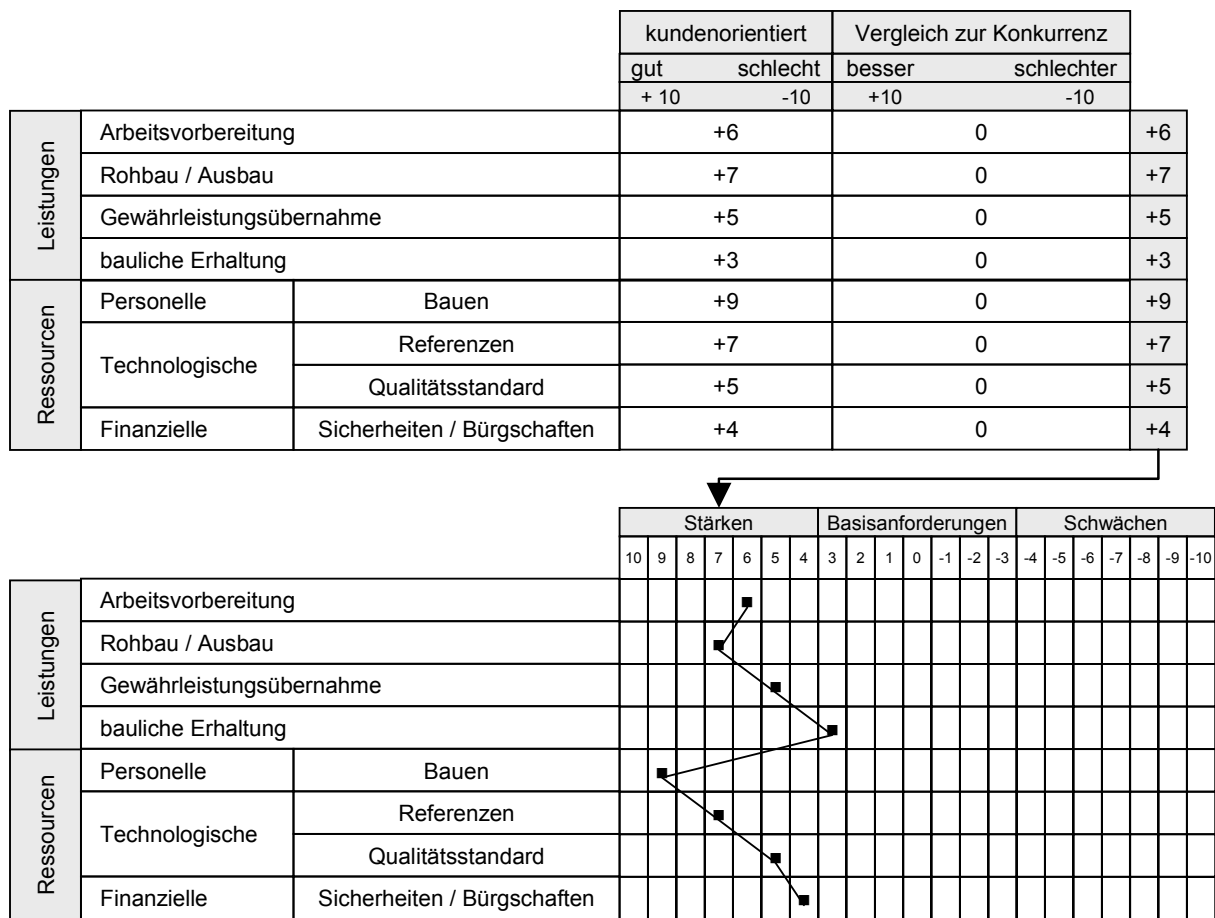 kundenorientiert Vergleich zur Konkurrenz
gut schlecht besser schlechter
+ 10 -10 +10 -10
Leistungen
Arbeitsvorbereitung +6 0 +6
Rohbau / Ausbau +7 0 +7
Gewährleistungsübernahme +5 0 +5
bauliche Erhaltung +3 0 +3
Ressourcen
Personelle Bauen +9 0 +9
Technologische
Referenzen +7 0 +7
Qualitätsstandard +5 0 +5
Finanzielle Sicherheiten / Bürgschaften +4 0 +4
Stärken Basisanforderungen Schwächen
10 9 8 7 6 5 4 3 2 1 0 -1 -2 -3 -4 -5 -6 -7 -8 -9 -10
Leistungen
Arbeitsvorbereitung
Rohbau / Ausbau
Gewährleistungsübernahme
bauliche Erhaltung
Ressourcen
Personelle Bauen
Technologische
Referenzen
Qualitätsstandard
Finanzielle Sicherheiten / Bürgschaften